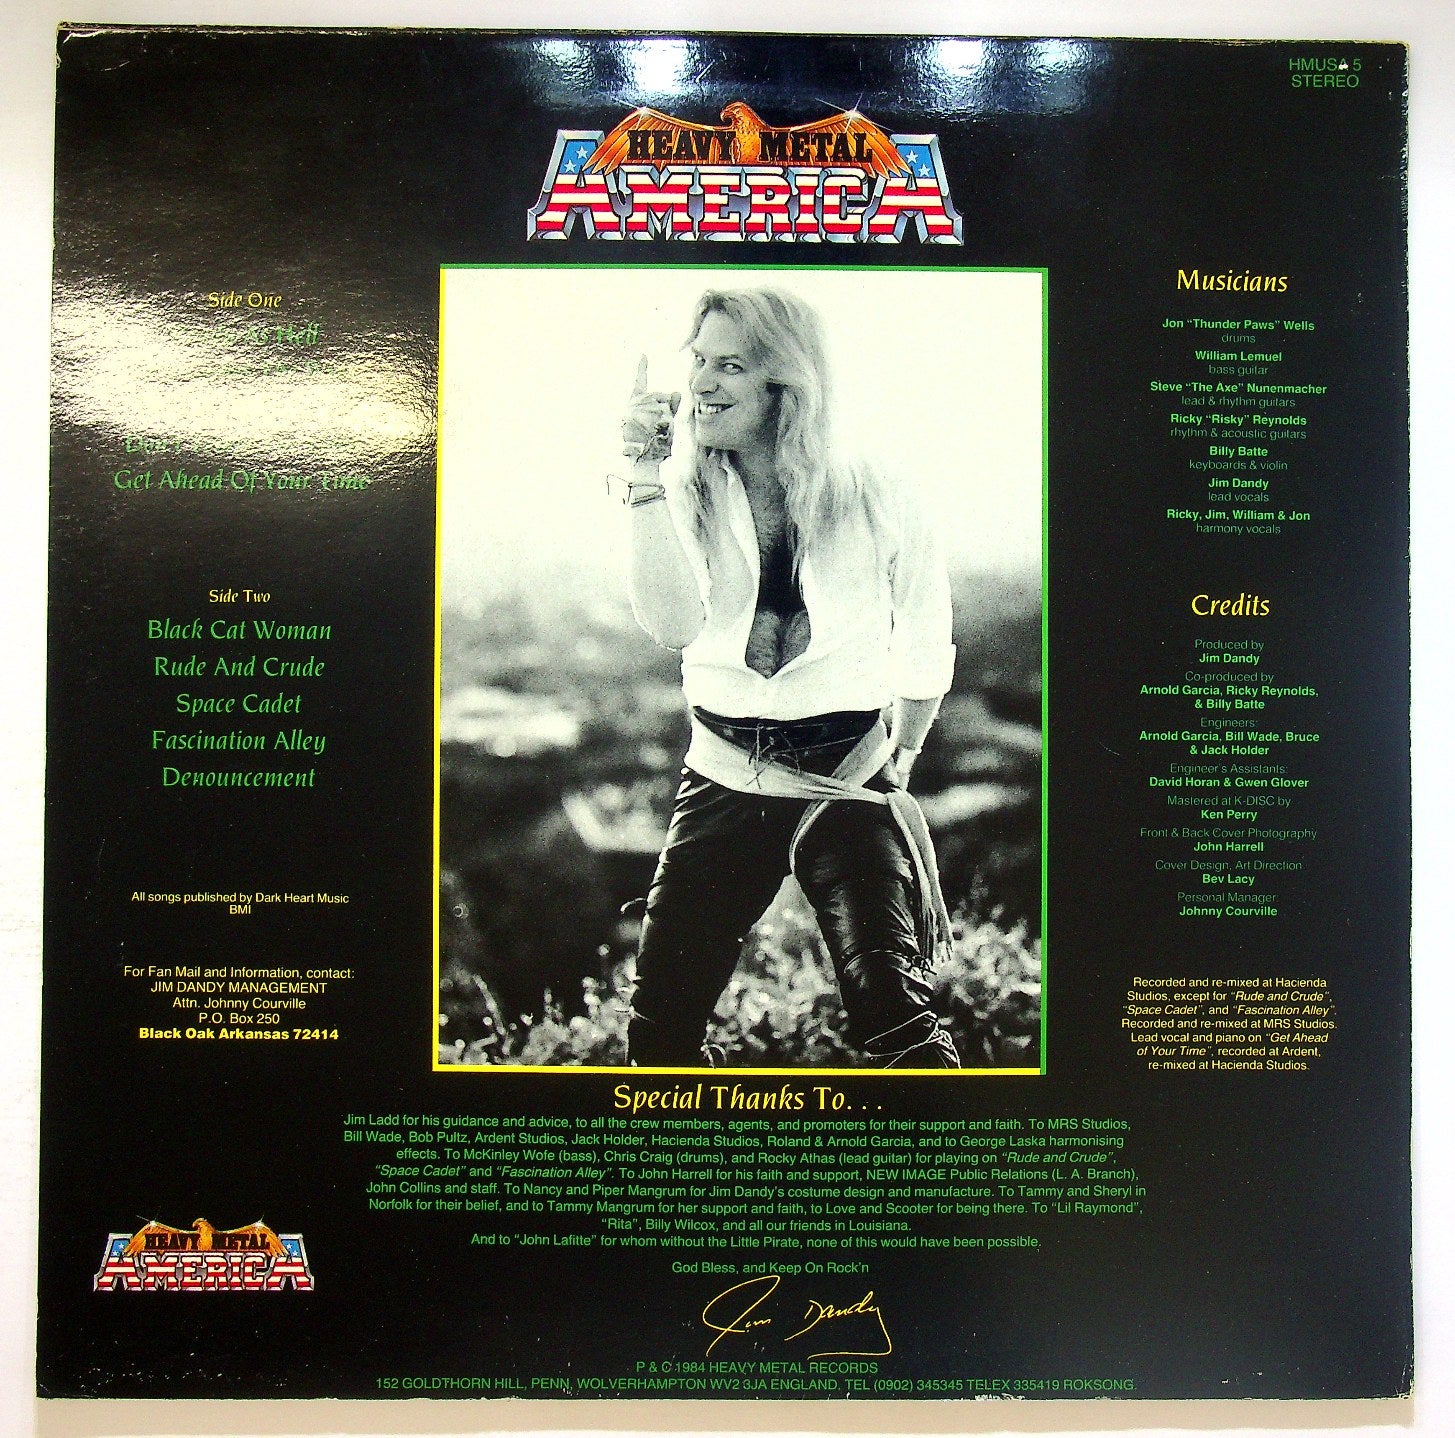 HMUSA 5
STEREO
HEAVY METAL
AMERICA
Side One
As Hell
Get Ahead Of Your Time
Side Two
Black Cat Woman
Rude And Crude
Space Cadet
Fascination Alley
Denouncement
All songs published by Dark Heart Music
BMI
For Fan Mail and Information, contact:
JIM DANDY MANAGEMENT
Attn. Johnny Courville
P.O. Box 250
Black Oak Arkansas 72414
Musicians
Jon “Thunder Paws” Wells
drums
William Lemuel
bass guitar
Steve “The Axe” Nunenmacher
lead & rhythm guitars
Ricky “Risky” Reynolds
rhythm & acoustic guitars
Billy Batte
keyboards & violin
Jim Dandy
lead vocals
Ricky, Jim, William & Jon
harmony vocals
Credits
Produced by
Jim Dandy
Co-produced by
Arnold Garcia, Ricky Reynolds,
& Billy Batte
Engineers:
Arnold Garcia, Bill Wade, Bruce
& Jack Holder
Engineer's Assistants:
David Horan & Gwen Glover
Mastered at K-DISC by
Ken Perry
Front & Back Cover Photography
John Harrell
Cover Design, Art Direction
Bev Lacy
Personal Manager:
Johnny Courville
Recorded and re-mixed at Hacienda
Studios, except for “Rude and Crude”,
“Space Cadet”, and “Fascination Alley”.
Recorded and re-mixed at MRS Studios.
Lead vocal and piano on “Get Ahead
of Your Time”, recorded at Ardent,
re-mixed at Hacienda Studios.
Special Thanks To. . .
Jim Ladd for his guidance and advice, to all the crew members, agents, and promoters for their support and faith. To MRS Studios,
Bill Wade, Bob Pultz, Ardent Studios, Jack Holder, Hacienda Studios, Roland & Arnold Garcia, and to George Laska harmonising
effects. To McKinley Wofe (bass), Chris Craig (drums), and Rocky Athas (lead guitar) for playing on “Rude and Crude”,
“Space Cadet” and “Fascination Alley”. To John Harrell for his faith and support, NEW IMAGE Public Relations (L. A. Branch),
John Collins and staff. To Nancy and Piper Mangrum for Jim Dandy's costume design and manufacture. To Tammy and Sheryl in
Norfolk for their belief, and to Tammy Mangrum for her support and faith, to Love and Scooter for being there. To “Lil Raymond”,
“Rita”, Billy Wilcox, and all our friends in Louisiana.
And to “John Lafitte” for whom without the Little Pirate, none of this would have been possible.
God Bless, and Keep On Rock'n
Jim Dandy
HEAVY METAL
AMERICA
P & C 1984 HEAVY METAL RECORDS
152 GOLDTHORN HILL, PENN, WOLVERHAMPTON WV2 3JA ENGLAND. TEL (0902) 345345 TELEX 335419 ROKSONG.